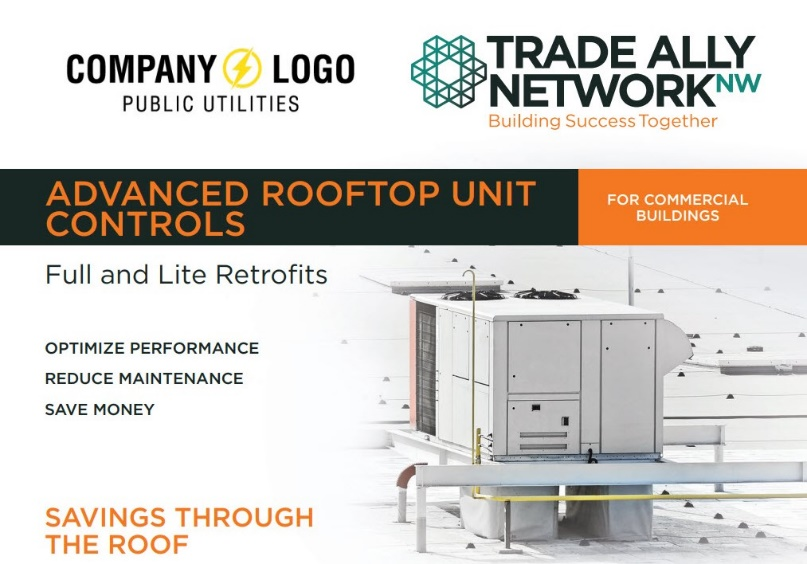 COMPANY LOGO
PUBLIC UTILITIES
TRADE ALLY
NETWORKNW
Building Success Together
ADVANCED ROOFTOP UNIT
CONTROLS
FOR COMMERCIAL
BUILDINGS
Full and Lite Retrofits
OPTIMIZE PERFORMANCE
REDUCE MAINTENANCE
SAVE MONEY
SAVINGS THROUGH
THE ROOF